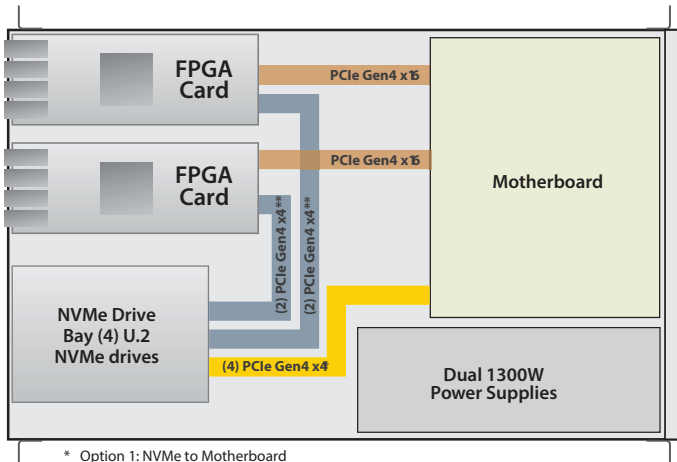 FPGA
Card
PCIe Gen4 x16
FPGA
Card
PCIe Gen4 x16
Motherboard
(2) PCIe Gen4 x4**
(2) PCIe Gen4 x4**
NVMe Drive
Bay (4) U.2
NVMe drives
(4) PCIe Gen4 x4*
Dual 1300W
Power Supplies
* Option 1: NVMe to Motherboard